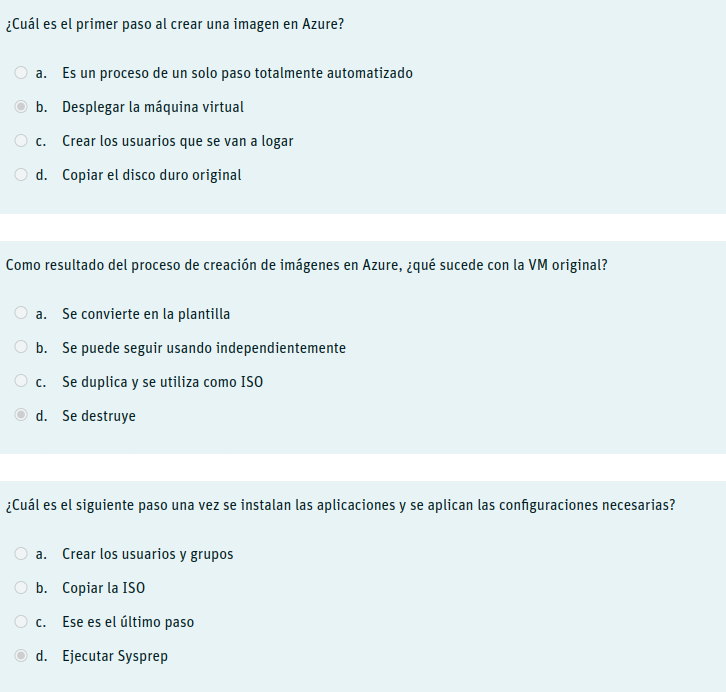 ¿Cuál es el primer paso al crear una imagen en Azure?
a. Es un proceso de un solo paso totalmente automatizado
b. Desplegar la máquina virtual
c. Crear los usuarios que se van a logar
d. Copiar el disco duro original
Como resultado del proceso de creación de imágenes en Azure, ¿qué sucede con la VM original?
a. Se convierte en la plantilla
b. Se puede seguir usando independientemente
c. Se duplica y se utiliza como ISO
d. Se destruye
¿Cuál es el siguiente paso una vez se instalan las aplicaciones y se aplican las configuraciones necesarias?
a. Crear los usuarios y grupos
b. Copiar la ISO
c. Ese es el último paso
d. Ejecutar Sysprep